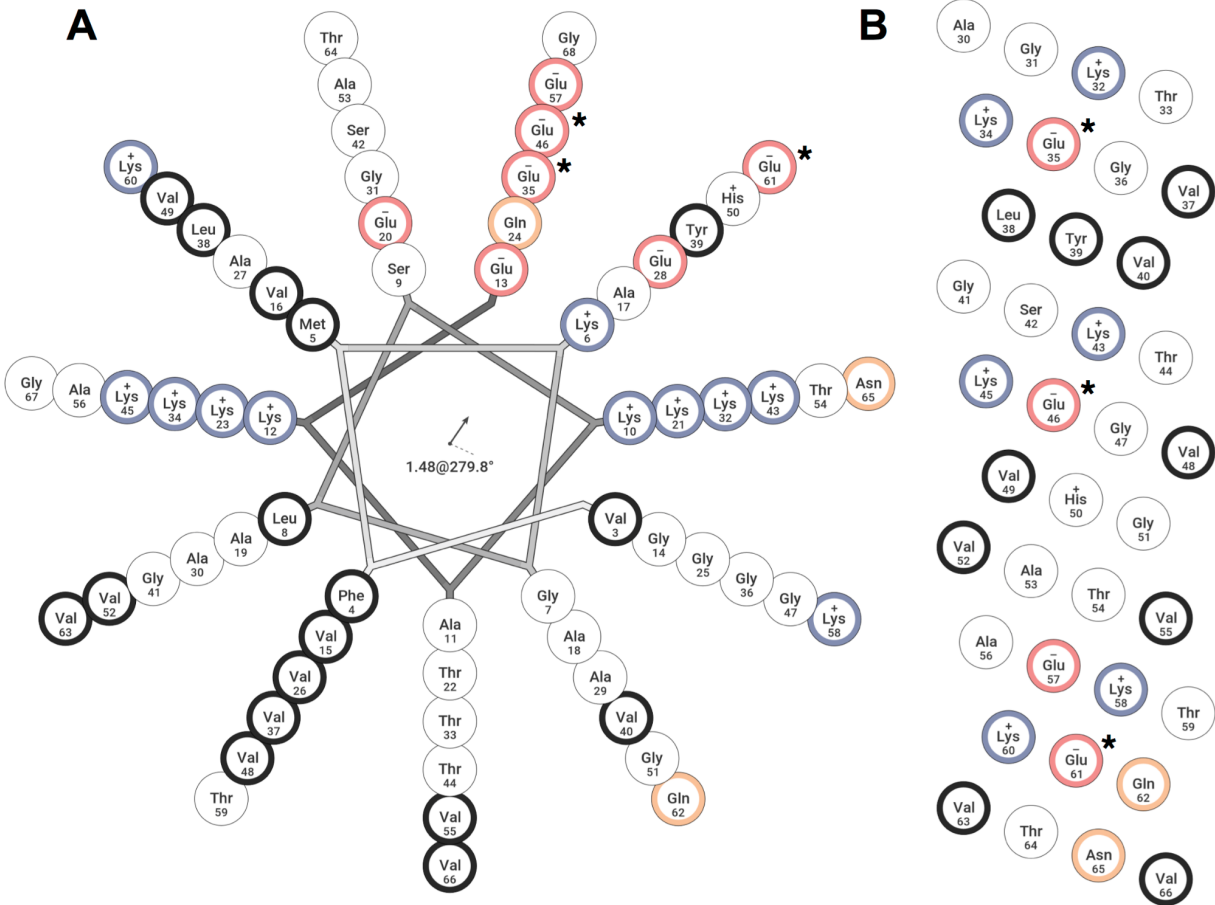 A
Thr
64
Ala
53
Ser
42
Gly
31
−
Glu
20
Ser
9
Gly
68
−
Glu
57
−
Glu
46
*
−
Glu
35
*
Gln
24
−
Glu
13
−
Glu
61
*
+
His
50
Tyr
39
−
Glu
28
Ala
17
+
Lys
6
+
Lys
60
Val
49
Leu
38
Ala
27
Val
16
Met
5
Gly
67
Ala
56
+
Lys
45
+
Lys
34
+
Lys
23
+
Lys
12
+
Lys
10
+
Lys
21
+
Lys
32
+
Lys
43
Thr
54
Asn
65
1.48@279.8°
Leu
8
Ala
19
Ala
30
Gly
41
Val
52
Val
63
Val
3
Gly
14
Gly
25
Gly
36
Gly
47
+
Lys
58
Phe
4
Val
15
Val
26
Val
37
Val
48
Thr
59
Ala
11
Thr
22
Thr
33
Thr
44
Val
55
Val
66
Gly
7
Ala
18
Ala
29
Val
40
Gly
51
Gln
62
B
Ala
30
Gly
31
+
Lys
32
Thr
33
+
Lys
34
−
Glu
35
*
Gly
36
Val
37
Leu
38
Tyr
39
Val
40
Gly
41
Ser
42
+
Lys
43
Thr
44
+
Lys
45
−
Glu
46
*
Gly
47
Val
48
Val
49
+
His
50
Gly
51
Val
52
Ala
53
Thr
54
Val
55
Ala
56
−
Glu
57
+
Lys
58
Thr
59
+
Lys
60
−
Glu
61
*
Gln
62
Val
63
Thr
64
Asn
65
Val
66